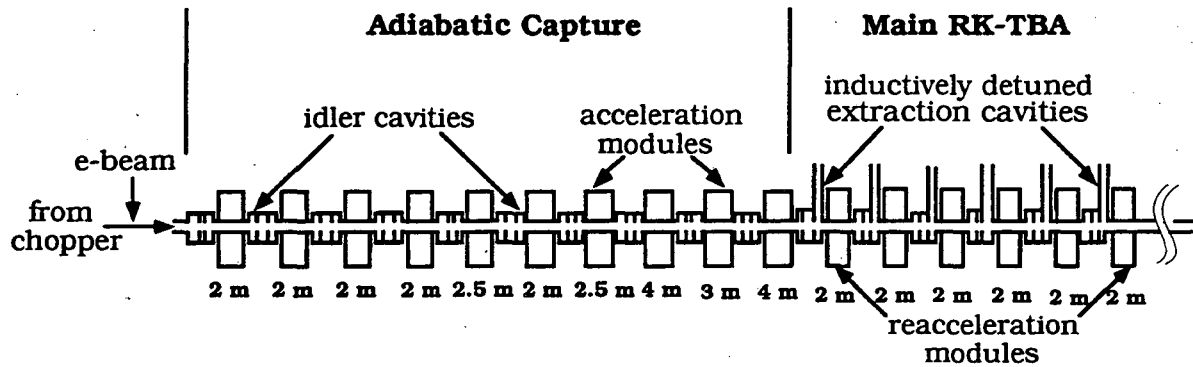 Adiabatic Capture
Main RK-TBA
idler cavities
acceleration
modules
inductively detuned
extraction cavities
e-beam
from
chopper
2 m 2 m 2 m 2 m 2.5 m 2 m 2.5 m 4 m 3 m 4 m 2 m 2 m 2 m 2 m 2 m 2 m
reacceleration
modules